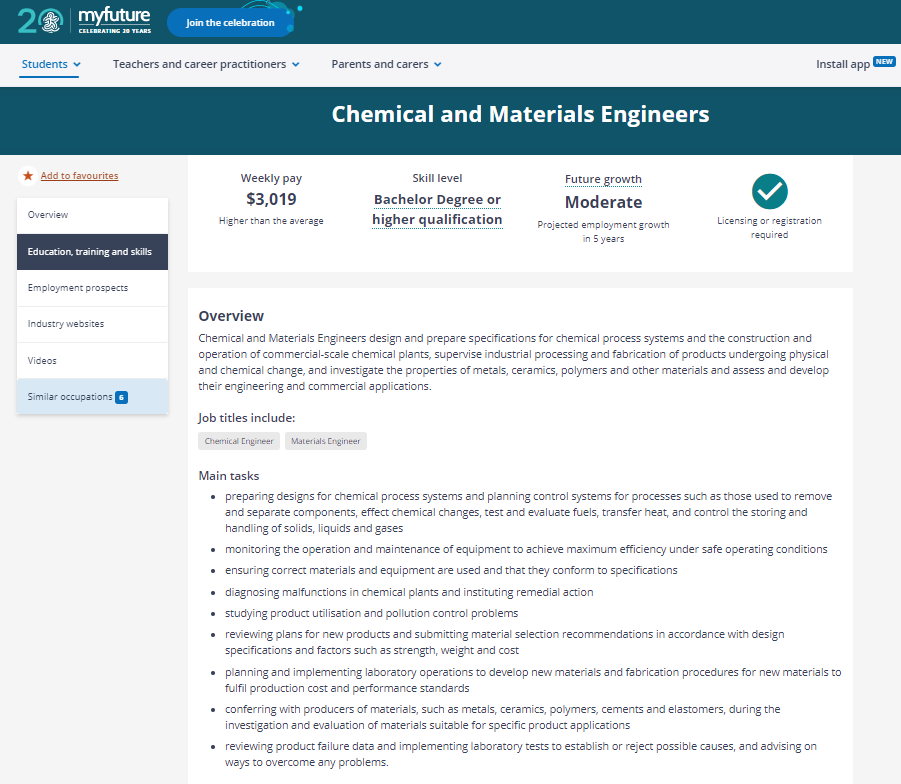 20 myfuture
CELEBRATING 20 YEARS
Join the celebration
Students
Teachers and career practitioners
Parents and carers
Install app NEW
Chemical and Materials Engineers
Add to favourites
Overview
Education, training and skills
Employment prospects
Industry websites
Videos
Similar occupations 6
Weekly pay
$3,019
Higher than the average
Skill level
Bachelor Degree or
higher qualification
Future growth
Moderate
Projected employment growth
in 5 years
Licensing or registration
required
Overview
Chemical and Materials Engineers design and prepare specifications for chemical process systems and the construction and
operation of commercial-scale chemical plants, supervise industrial processing and fabrication of products undergoing physical
and chemical change, and investigate the properties of metals, ceramics, polymers and other materials and assess and develop
their engineering and commercial applications.
Job titles include:
Chemical Engineer Materials Engineer
Main tasks
• preparing designs for chemical process systems and planning control systems for processes such as those used to remove
and separate components, effect chemical changes, test and evaluate fuels, transfer heat, and control the storing and
handling of solids, liquids and gases
• monitoring the operation and maintenance of equipment to achieve maximum efficiency under safe operating conditions
• ensuring correct materials and equipment are used and that they conform to specifications
• diagnosing malfunctions in chemical plants and instituting remedial action
• studying product utilisation and pollution control problems
• reviewing plans for new products and submitting material selection recommendations in accordance with design
specifications and factors such as strength, weight and cost
• planning and implementing laboratory operations to develop new materials and fabrication procedures for new materials to
fulfil production cost and performance standards
• conferring with producers of materials, such as metals, ceramics, polymers, cements and elastomers, during the
investigation and evaluation of materials suitable for specific product applications
• reviewing product failure data and implementing laboratory tests to establish or reject possible causes, and advising on
ways to overcome any problems.